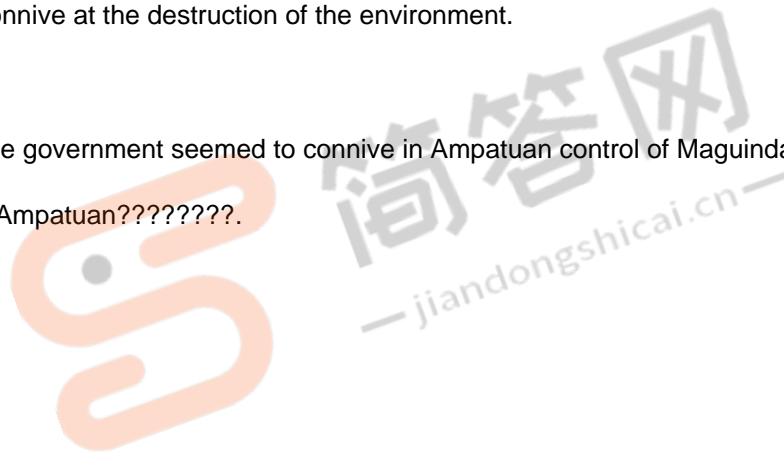 onnive at the destruction of the environment.
e government seemed to connive in Ampatuan control of Maguinda
Ampatuan????????.
简答网
jiandongshicai.cn